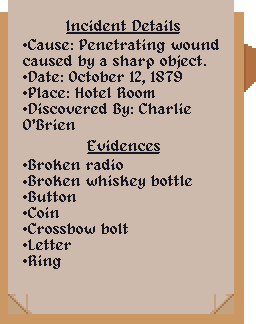 Incident Details
•Cause: Penetrating wound
caused by a sharp object.
•Date: October 12, 1879
•Place: Hotel Room
•Discovered By: Charlie
O'Brien
Evidences
•Broken radio
•Broken whiskey bottle
•Button
•Coin
•Crossbow bolt
•Letter
•Ring